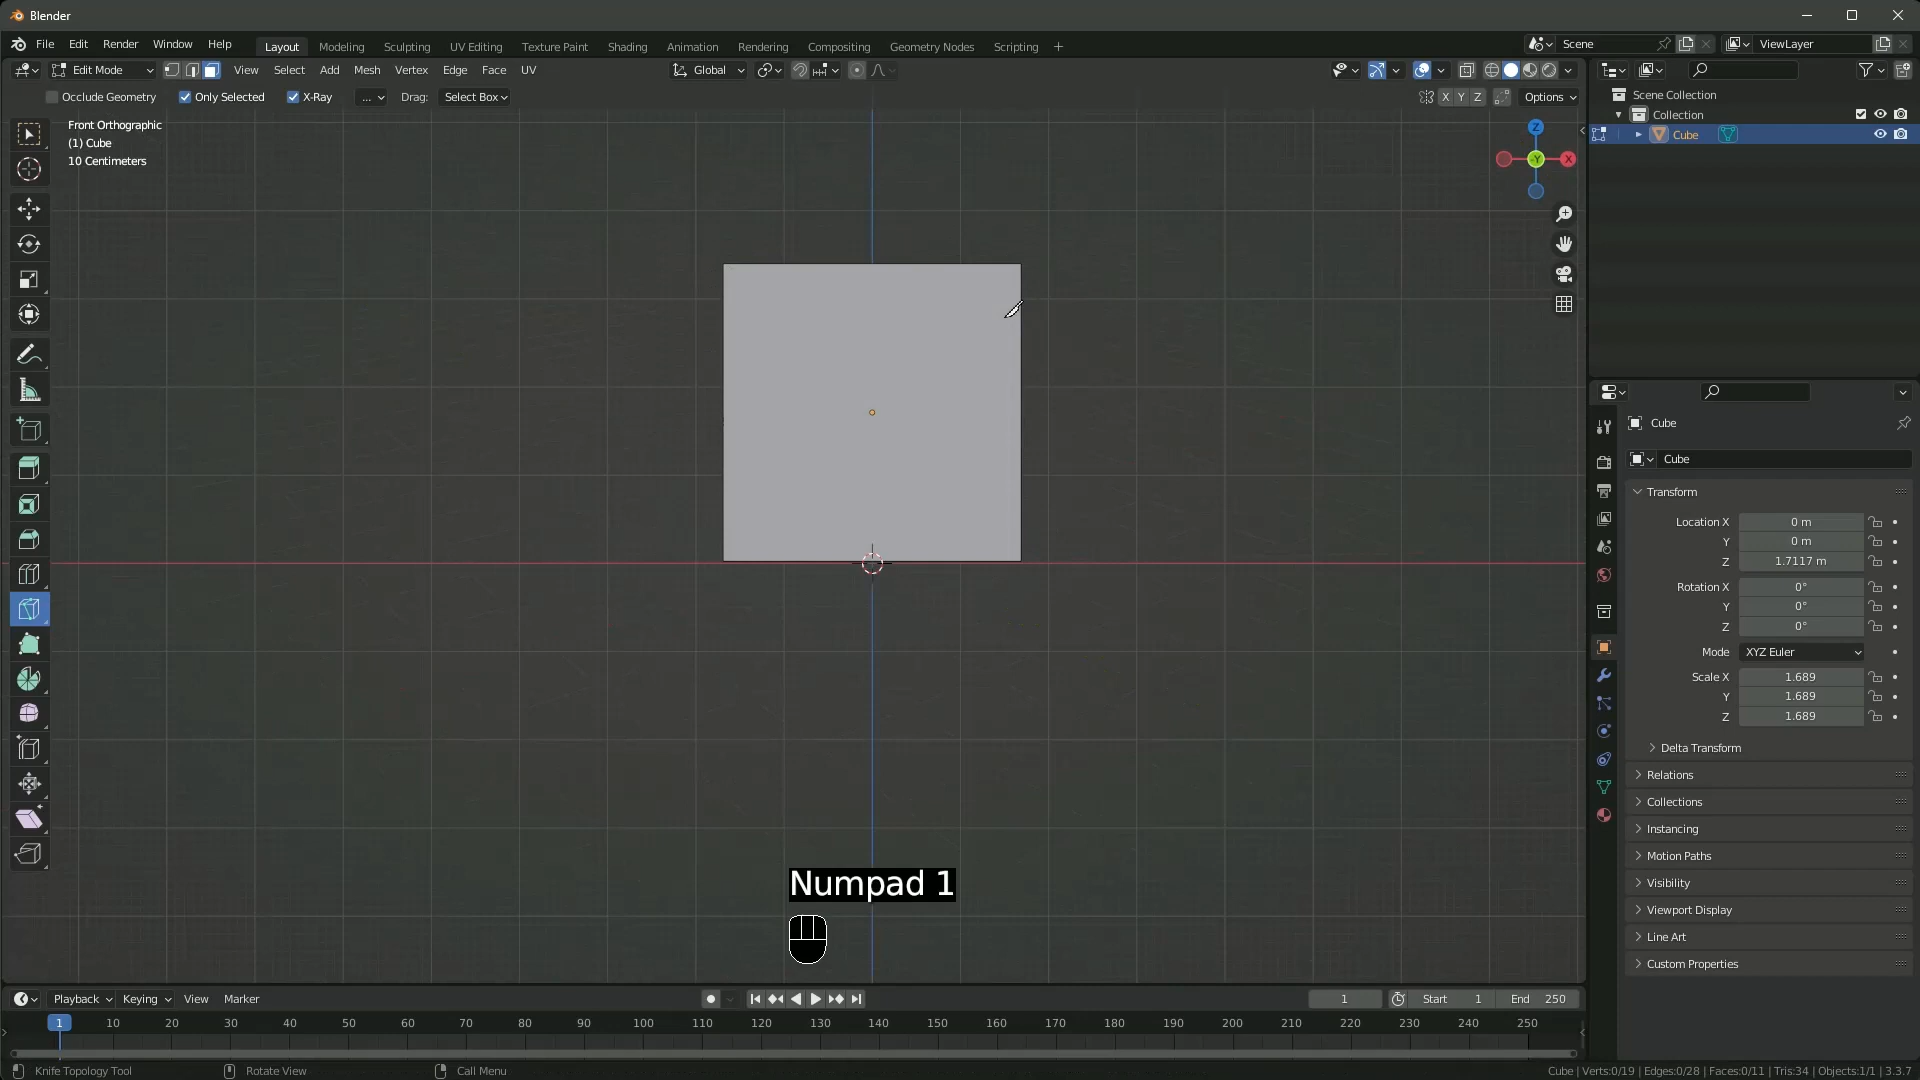 Blender
File Edit Render Window Help Layout Modeling Sculpting UV Editing Texture Paint Shading Animation Rendering Compositing Geometry Nodes Scripting + Scene ViewLayer
Edit Mode View Select Add Mesh Vertex Edge Face UV Global
Occlude Geometry Only Selected X-Ray ... Drag: Select Box X Y Z Options
Front Orthographic
(1) Cube
10 Centimeters
Z
Y
X
Scene Collection
Collection
Cube
Cube
Cube
Transform
Location X 0 m
Y 0 m
Z 1.7117 m
Rotation X 0°
Y 0°
Z 0°
Mode XYZ Euler
Scale X 1.689
Y 1.689
Z 1.689
Delta Transform
Relations
Collections
Instancing
Motion Paths
Visibility
Viewport Display
Line Art
Custom Properties
Numpad 1
Playback Keying View Marker 1 Start 1 End 250
1 10 20 30 40 50 60 70 80 90 100 110 120 130 140 150 160 170 180 190 200 210 220 230 240 250
Knife Topology Tool Rotate View Call Menu Cube | Verts:0/19 | Edges:0/28 | Faces:0/11 | Tris:34 | Objects:1/1 | 3.3.7